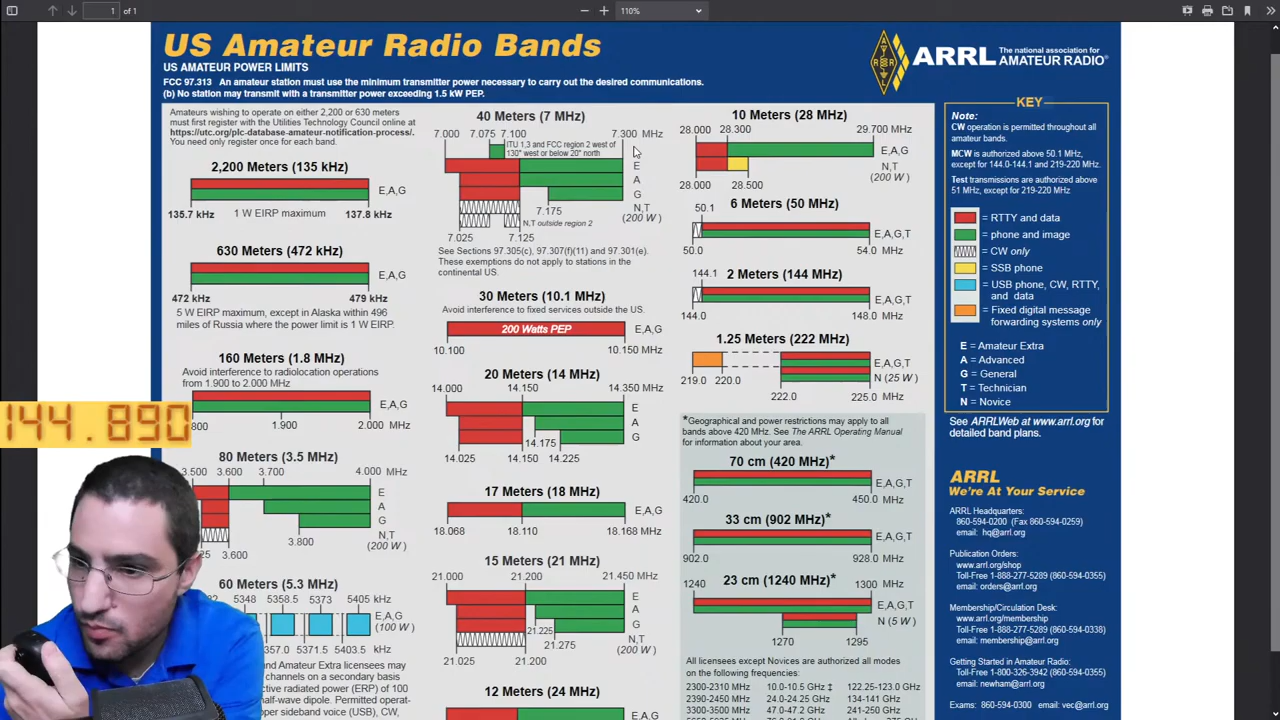 1 of 1
110%
US Amateur Radio Bands
US AMATEUR POWER LIMITS
FCC 97.313 An amateur station must use the minimum transmitter power necessary to carry out the desired communications.
(b) No station may transmit with a transmitter power exceeding 1.5 kW PEP.
ARRL The national association for
AMATEUR RADIO®
Amateurs wishing to operate on either 2,200 or 630 meters
must first register with the Utilities Technology Council online at
https://utc.org/plc-database-amateur-notification-process/.
You need only register once for each band.
2,200 Meters (135 kHz)
E,A,G
135.7 kHz 1 W EIRP maximum 137.8 kHz
630 Meters (472 kHz)
E,A,G
472 kHz 479 kHz
5 W EIRP maximum, except in Alaska within 496
miles of Russia where the power limit is 1 W EIRP.
160 Meters (1.8 MHz)
Avoid interference to radiolocation operations
from 1.900 to 2.000 MHz
E,A,G
800 1.900 2.000 MHz
144.890
80 Meters (3.5 MHz)
3.500 3.600 3.700 4.000 MHz
E
A
G
3.800
N,T
(200 W)
3.600
60 Meters (5.3 MHz)
5348 5358.5 5373 5405 kHz
E,A,G
(100 W)
357.0 5371.5 5403.5 kHz
nd Amateur Extra licensees may
channels on a secondary basis
ctive radiated power (ERP) of 100
half-wave dipole. Permitted operat-
pper sideband voice (USB), CW,
40 Meters (7 MHz)
7.000 7.075 7.100 7.300 MHz
ITU 1,3 and FCC region 2 west of
130° west or below 20° north
E
A
G
7.175
N,T
(200 W)
N,T outside region 2
7.025 7.125
See Sections 97.305(c), 97.307(f)(11) and 97.301(e).
These exemptions do not apply to stations in the
continental US.
30 Meters (10.1 MHz)
Avoid interference to fixed services outside the US.
200 Watts PEP E,A,G
10.100 10.150 MHz
20 Meters (14 MHz)
14.000 14.150 14.350 MHz
E
A
G
14.175
14.025 14.150 14.225
17 Meters (18 MHz)
E,A,G
18.068 18.110 18.168 MHz
15 Meters (21 MHz)
21.000 21.200 21.450 MHz
E
A
G
21.225
21.275
N,T
(200 W)
21.025 21.200
12 Meters (24 MHz)
10 Meters (28 MHz)
28.000 28.300 29.700 MHz
E,A,G
N,T
(200 W)
28.000 28.500
6 Meters (50 MHz)
50.1
E,A,G,T
50.0 54.0 MHz
2 Meters (144 MHz)
144.1
E,A,G,T
144.0 148.0 MHz
1.25 Meters (222 MHz)
E,A,G,T
N (25 W)
219.0 220.0
222.0 225.0 MHz
*Geographical and power restrictions may apply to all
bands above 420 MHz. See The ARRL Operating Manual
for information about your area.
70 cm (420 MHz)*
E,A,G,T
420.0 450.0 MHz
33 cm (902 MHz)*
E,A,G,T
902.0 928.0 MHz
23 cm (1240 MHz)*
1240 1300 MHz
E,A,G,T
N (5 W)
1270 1295
All licensees except Novices are authorized all modes
on the following frequencies:
2300-2310 MHz 10.0-10.5 GHz ‡ 122.25-123.0 GHz
2390-2450 MHz 24.0-24.25 GHz 134-141 GHz
3300-3500 MHz 47.0-47.2 GHz 241-250 GHz
KEY
Note:
CW operation is permitted throughout all
amateur bands.
MCW is authorized above 50.1 MHz,
except for 144.0-144.1 and 219-220 MHz.
Test transmissions are authorized above
51 MHz, except for 219-220 MHz
= RTTY and data
= phone and image
= CW only
= SSB phone
= USB phone, CW, RTTY,
and data
= Fixed digital message
forwarding systems only
E = Amateur Extra
A = Advanced
G = General
T = Technician
N = Novice
See ARRLWeb at www.arrl.org for
detailed band plans.
ARRL
We're At Your Service
ARRL Headquarters:
860-594-0200 (Fax 860-594-0259)
email: hq@arrl.org
Publication Orders:
www.arrl.org/shop
Toll-Free 1-888-277-5289 (860-594-0355)
email: orders@arrl.org
Membership/Circulation Desk:
www.arrl.org/membership
Toll-Free 1-888-277-5289 (860-594-0338)
email: membership@arrl.org
Getting Started in Amateur Radio:
Toll-Free 1-800-326-3942 (860-594-0355)
email: newham@arrl.org
Exams: 860-594-0300 email: vec@arrl.org